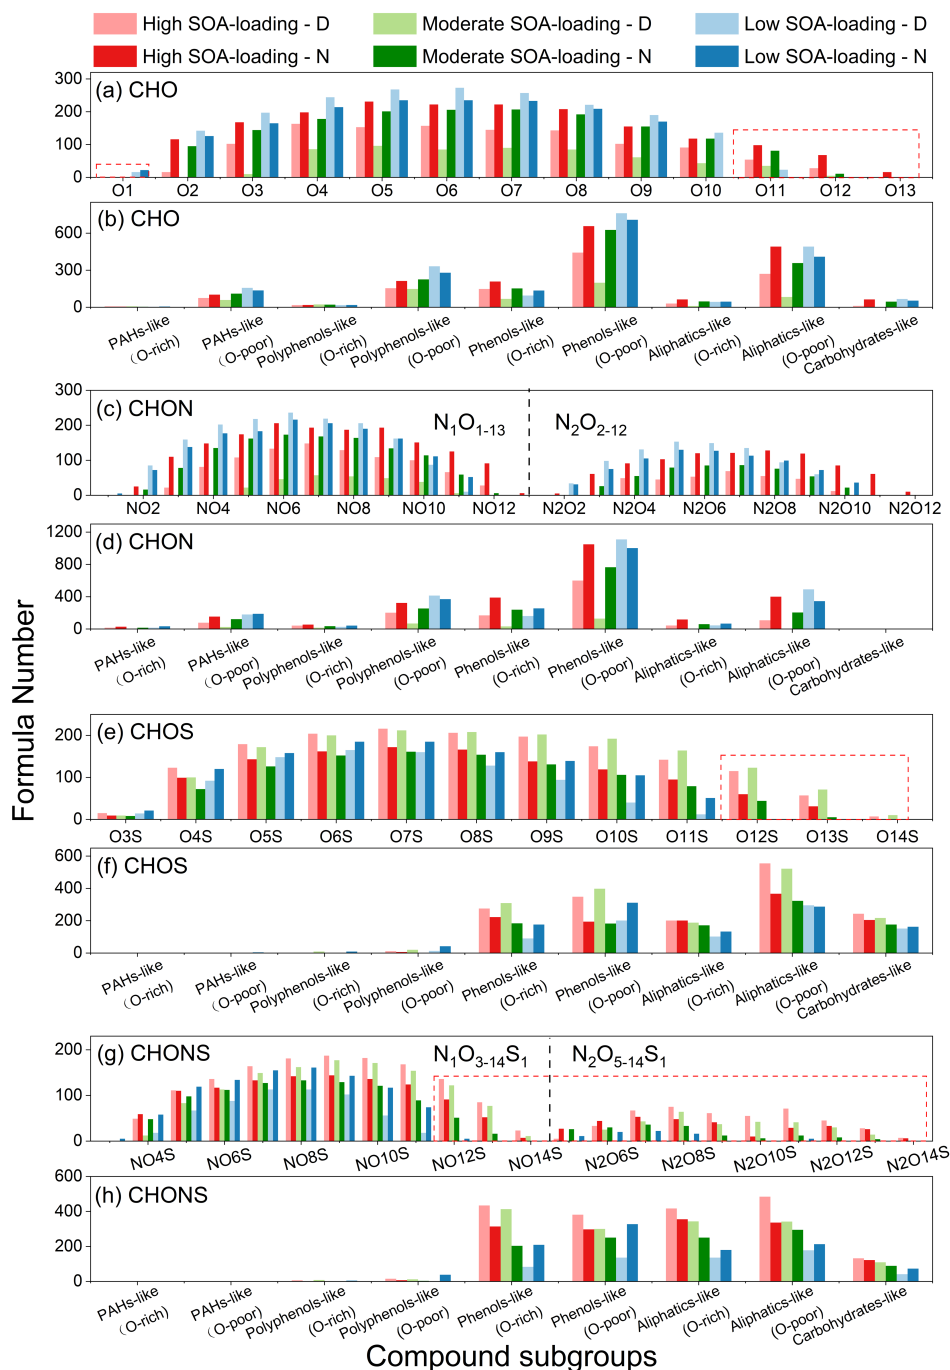 High SOA-loading - D
Moderate SOA-loading - D
Low SOA-loading - D
High SOA-loading - N
Moderate SOA-loading - N
Low SOA-loading - N
Formula Number
(a) CHO
300
200
100
0
O1 O2 O3 O4 O5 O6 O7 O8 O9 O10 O11 O12 O13
(b) CHO
600
300
0
PAHs-like
(O-rich)
PAHs-like
(O-poor)
Polyphenols-like
(O-rich)
Polyphenols-like
(O-poor)
Phenols-like
(O-rich)
Phenols-like
(O-poor)
Aliphatics-like
(O-rich)
Aliphatics-like
(O-poor)
Carbohydrates-like
(c) CHON
N₁O₁₋₁₃
N₂O₂₋₁₂
300
200
100
0
NO2 NO4 NO6 NO8 NO10 NO12 N2O2 N2O4 N2O6 N2O8 N2O10 N2O12
(d) CHON
1200
800
400
0
PAHs-like
(O-rich)
PAHs-like
(O-poor)
Polyphenols-like
(O-rich)
Polyphenols-like
(O-poor)
Phenols-like
(O-rich)
Phenols-like
(O-poor)
Aliphatics-like
(O-rich)
Aliphatics-like
(O-poor)
Carbohydrates-like
(e) CHOS
200
100
0
O3S O4S O5S O6S O7S O8S O9S O10S O11S O12S O13S O14S
(f) CHOS
600
400
200
0
PAHs-like
(O-rich)
PAHs-like
(O-poor)
Polyphenols-like
(O-rich)
Polyphenols-like
(O-poor)
Phenols-like
(O-rich)
Phenols-like
(O-poor)
Aliphatics-like
(O-rich)
Aliphatics-like
(O-poor)
Carbohydrates-like
(g) CHONS
N₁O₃₋₁₄S₁
N₂O₅₋₁₄S₁
200
100
0
NO4S NO6S NO8S NO10S NO12S NO14S N2O6S N2O8S N2O10S N2O12S N2O14S
(h) CHONS
600
400
200
0
PAHs-like
(O-rich)
PAHs-like
(O-poor)
Polyphenols-like
(O-rich)
Polyphenols-like
(O-poor)
Phenols-like
(O-rich)
Phenols-like
(O-poor)
Aliphatics-like
(O-rich)
Aliphatics-like
(O-poor)
Carbohydrates-like
Compound subgroups